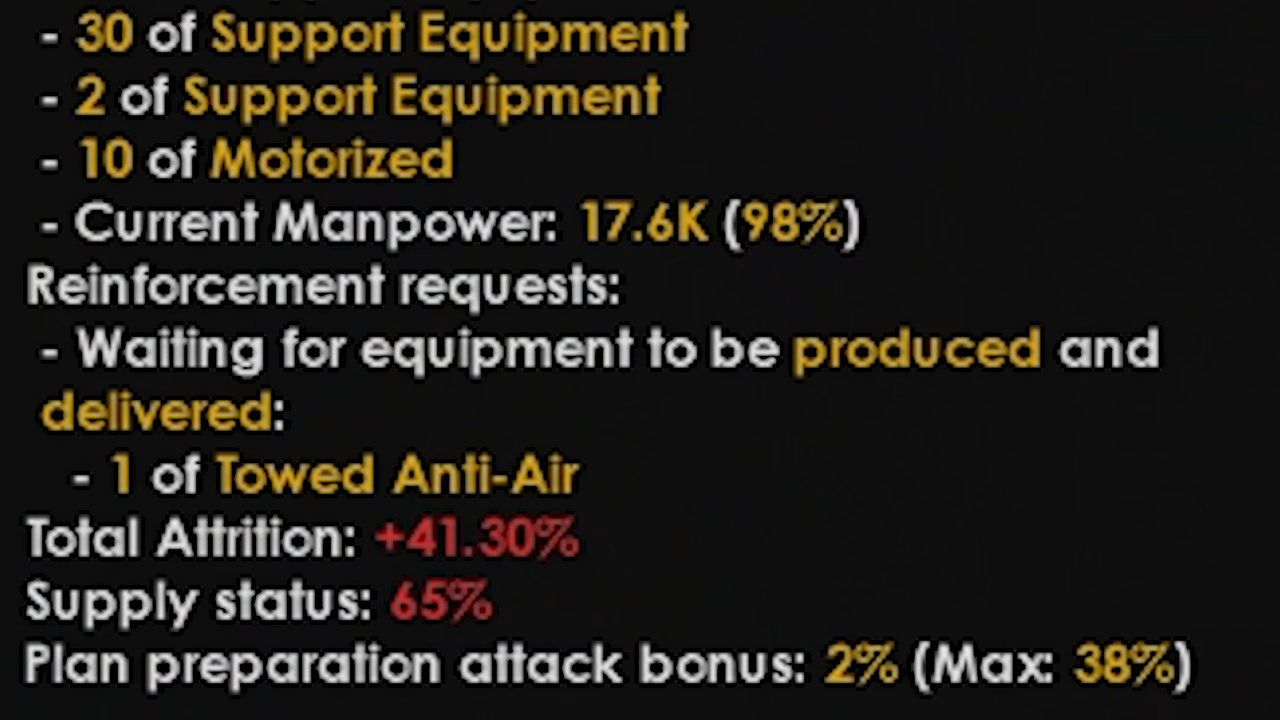 - 30 of Support Equipment
- 2 of Support Equipment
- 10 of Motorized
- Current Manpower: 17.6K (98%)
Reinforcement requests:
- Waiting for equipment to be produced and
delivered:
- 1 of Towed Anti-Air
Total Attrition: +41.30%
Supply status: 65%
Plan preparation attack bonus: 2% (Max: 38%)